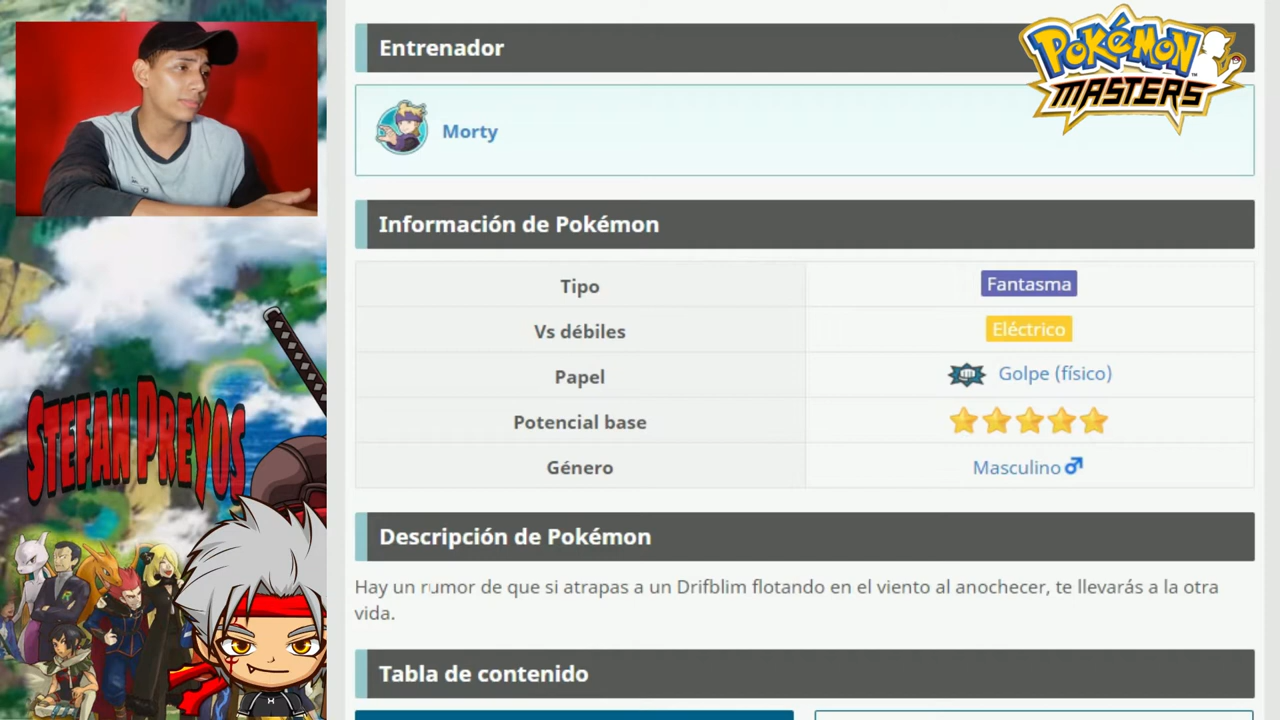 Entrenador
POKÉMON
MASTERS
Morty
Información de Pokémon
Tipo Fantasma
Vs débiles Eléctrico
Papel Golpe (físico)
Potencial base
Género Masculino
STEFAN PREYOS
Descripción de Pokémon
Hay un rumor de que si atrapas a un Drifblim flotando en el viento al anochecer, te llevarás a la otra
vida.
Tabla de contenido